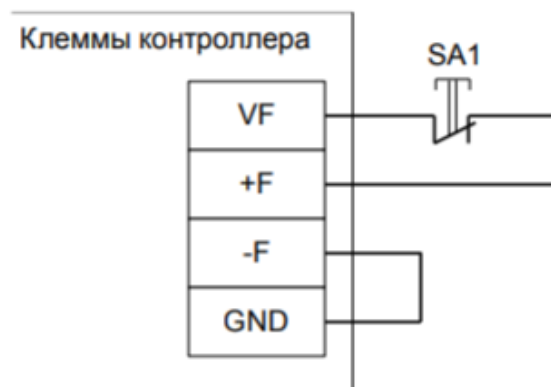 Клеммы контроллера
SA1
VF
+F
-F
GND